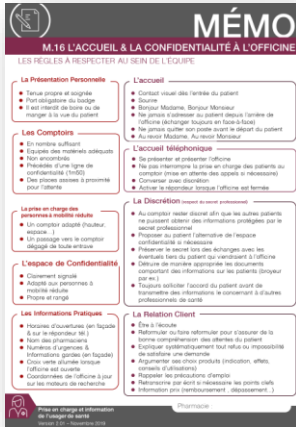 MÉMO
M.16 L'ACCUEIL & LA CONFIDENTIALITÉ À L'OFFICINE
LES RÈGLES À RESPECTER AU SEIN DE L'ÉQUIPE
La Présentation Personnelle
Tenue propre et soignée
Port obligatoire du badge
Il est interdit de boire ou de
manger à la vue du patient
Les Comptoirs
En nombre suffisant
Equipés des matériels adéquats
Non encombrés
Précédés d'une ligne de
confidentialité (1m50)
Des places assises à proximité
pour l'attente
La prise en charge des
personnes à mobilité réduite
Un comptoir adapté (hauteur,
espace...)
Un passage vers le comptoir
dégagé de toute entrave
L'espace de Confidentialité
Clairement signalé
Adapté aux personnes à
mobilité réduite
Propre et rangé
Les Informations Pratiques
Horaires d'ouvertures (en façade
& sur le répondeur tél.)
Nom des pharmaciens
Numéros d'urgences &
Informations gardes (en façade)
Croix verte allumée lorsque
l'officine est ouverte
Coordonnées de l'officine à jour
sur les moteurs de recherche
L'accueil
Contact visuel dès l'entrée du patient
Sourire
Bonjour Madame, Bonjour Monsieur
Ne jamais s'adresser au patient depuis l'arrière de
l'officine (échanger toujours en face-à-face)
Ne jamais quitter son poste avant le départ du patient
Au revoir Madame, Au revoir Monsieur
L'accueil téléphonique
Se présenter et présenter l'officine
Ne pas interrompre la prise en charge des patients au
comptoir (mise en attente des appels si nécessaire)
Converser avec discrétion
Activer le répondeur lorsque l'officine est fermée
La Discrétion (respect du secret professionnel)
Au comptoir rester discret afin que les autres patients
ne puissent obtenir des informations protégées par le
secret professionnel
Proposer au patient l'alternative de l'espace
confidentialité si nécessaire
Préserver le secret lors des échanges avec les
éventuels tiers du patient qui viendraient à l'officine
Détruire de manière appropriée les documents
comportant des informations sur les patients (broyeur
par ex.)
Toujours solliciter l'accord du patient avant de
transmettre des informations le concernant à d'autres
professionnels de santé
La Relation Client
Être à l'écoute
Reformuler ou faire reformuler pour s'assurer de la
bonne compréhension des attentes du patient
Expliquer systématiquement tout refus ou impossibilité
de satisfaire une demande
Argumenter ses choix produits (indication, effets,
conseils d'utilisations)
Rappeler les précautions d'emploi
Retranscrire par écrit si nécessaire les points clefs
Information prix (remboursement , dépassement...)
Prise en charge et information
de l'usager de santé
Version 2.01 – Novembre 2019
Pharmacie :